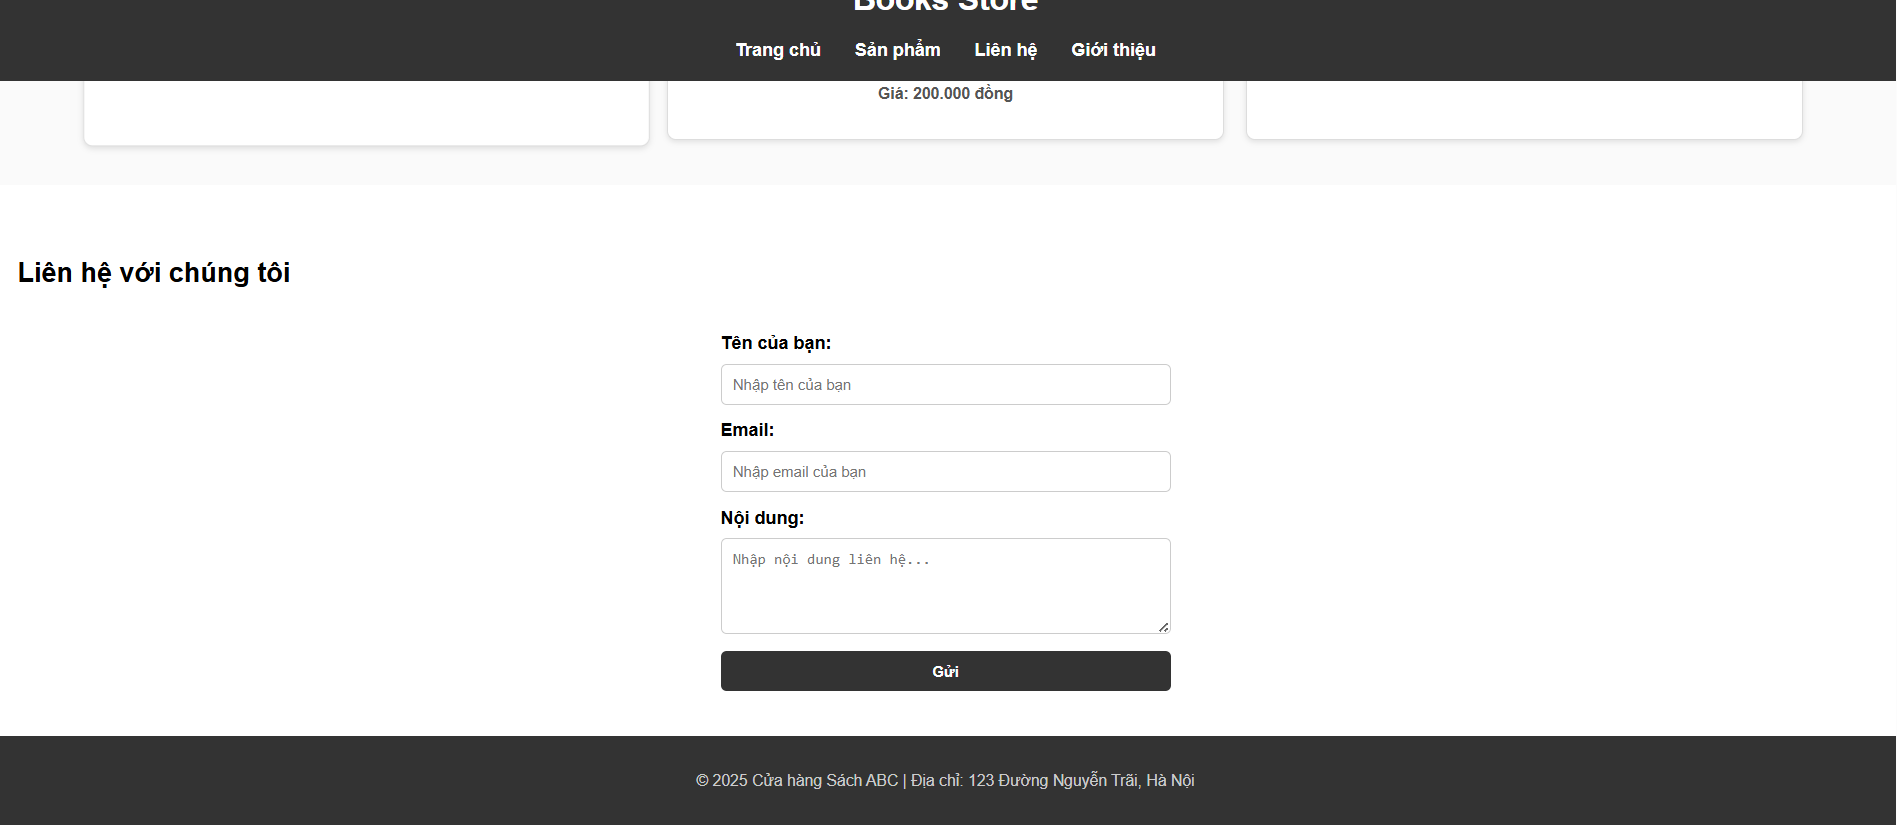 Books Store
Trang chủ Sản phẩm Liên hệ Giới thiệu
Giá: 200.000 đồng
Liên hệ với chúng tôi
Tên của bạn:
Nhập tên của bạn
Email:
Nhập email của bạn
Nội dung:
Nhập nội dung liên hệ...
Gửi
© 2025 Cửa hàng Sách ABC | Địa chỉ: 123 Đường Nguyễn Trãi, Hà Nội